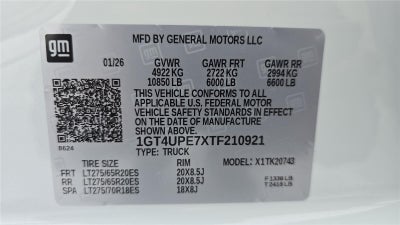 gm
MFD BY GENERAL MOTORS LLC
01/26 GVWR GAWR FRT GAWR RR
4922 KG 2722 KG 2994 KG
10850 LB 6000 LB 6600 LB
THIS VEHICLE CONFORMS TO ALL
APPLICABLE U.S. FEDERAL MOTOR
VEHICLE SAFETY STANDARDS IN EFFECT
ON THE DATE OF MANUFACTURE
SHOWN ABOVE.
1GT4UPE7XTF210921
8624
TYPE: TRUCK
TIRE SIZE RIM MODEL: X1TK20743
FRT LT275/65R20ES 20X8.5J
RR LT275/65R20ES 20X8.5J
SPA LT275/70R18ES 18X8J